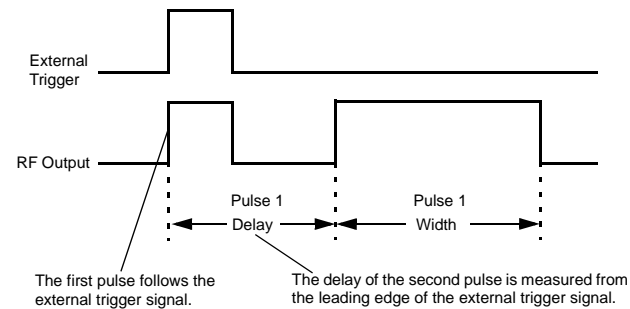 External
Trigger
RF Output
Pulse 1
Delay
Pulse 1
Width
The first pulse follows the
external trigger signal.
The delay of the second pulse is measured from
the leading edge of the external trigger signal.